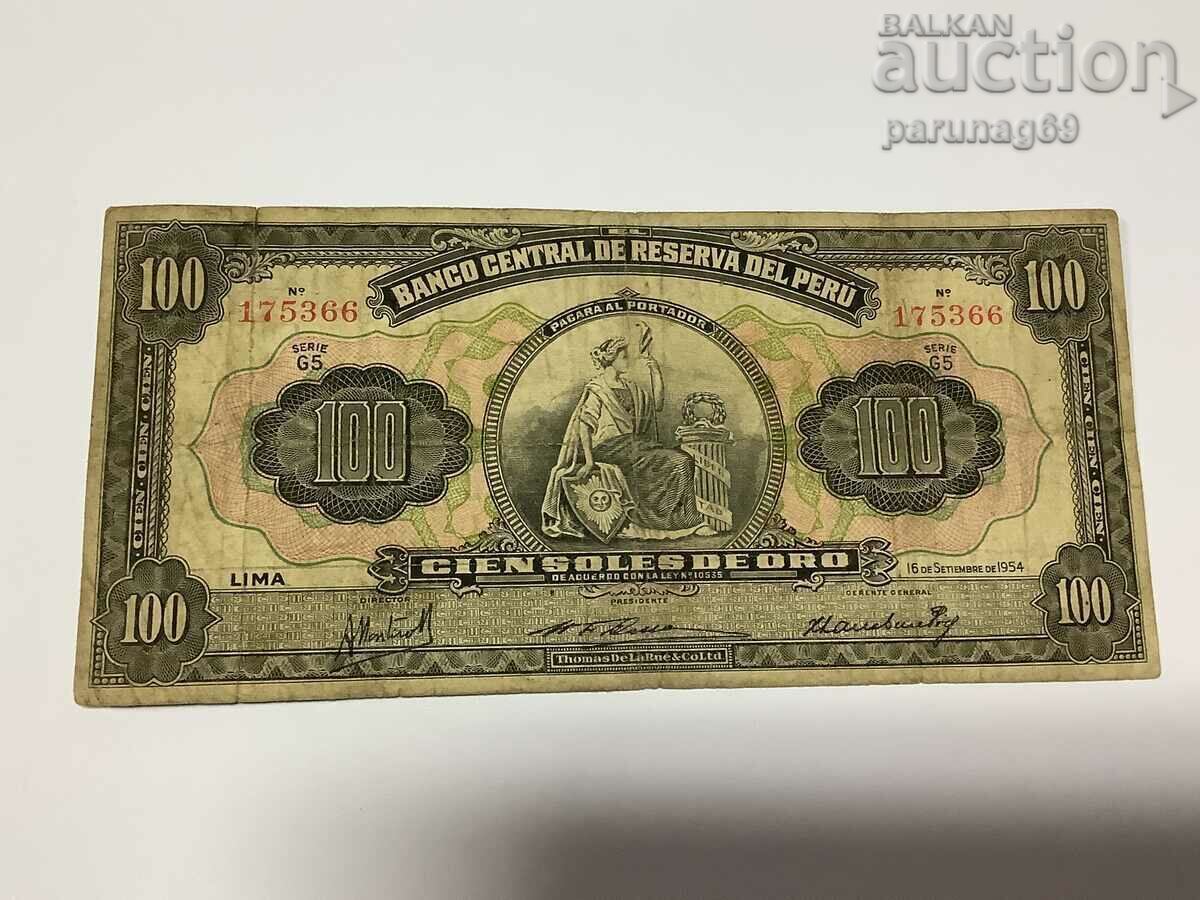 BALKAN
auction
parunag69
EL
BANCO CENTRAL DE RESERVA DEL PERÚ
PAGARA AL PORTADOR
100
100
Nº
175366
Nº
175366
SERIE
G5
SERIE
G5
100
100
CIEN·CIEN·CIEN
CIEN·CIEN·CIEN
CIEN SOLES DE ORO
DE ACUERDO CON LA LEY Nº 10535
LIMA
16 DE SETIEMBRE DE 1954
DIRECTOR
PRESIDENTE
GERENTE GENERAL
100
100
Thomas De La Rue & Co. Ltd